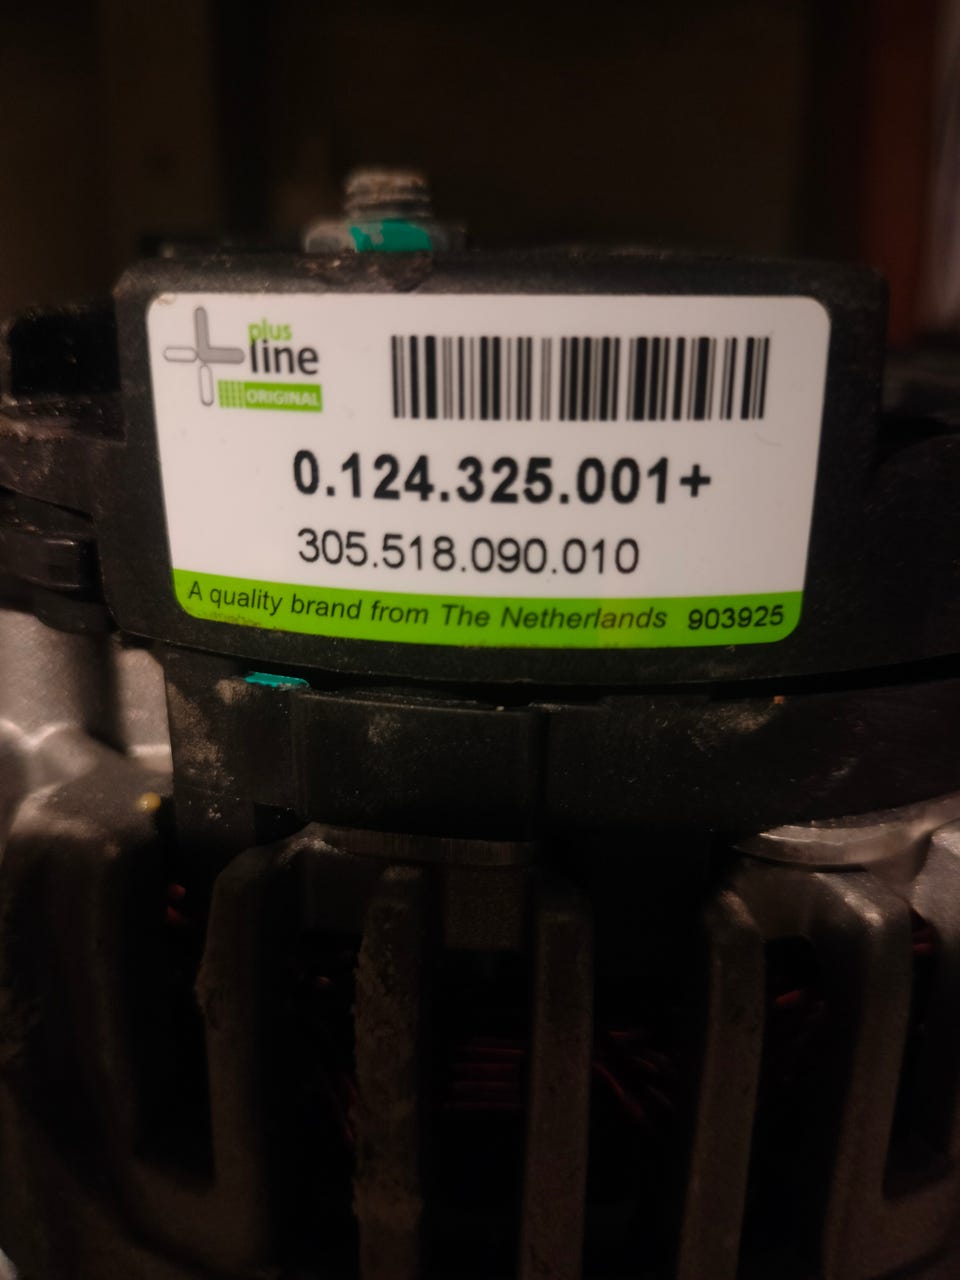 plus
line
ORIGINAL
0.124.325.001+
305.518.090.010
A quality brand from The Netherlands 903925